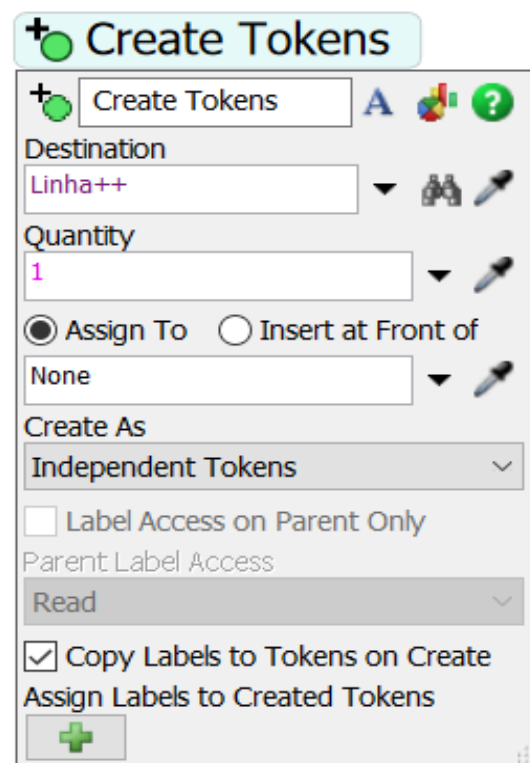 Create Tokens
Create Tokens A ?
Destination
Linha++
Quantity
1
Assign To Insert at Front of
None
Create As
Independent Tokens
Label Access on Parent Only
Parent Label Access
Read
Copy Labels to Tokens on Create
Assign Labels to Created Tokens